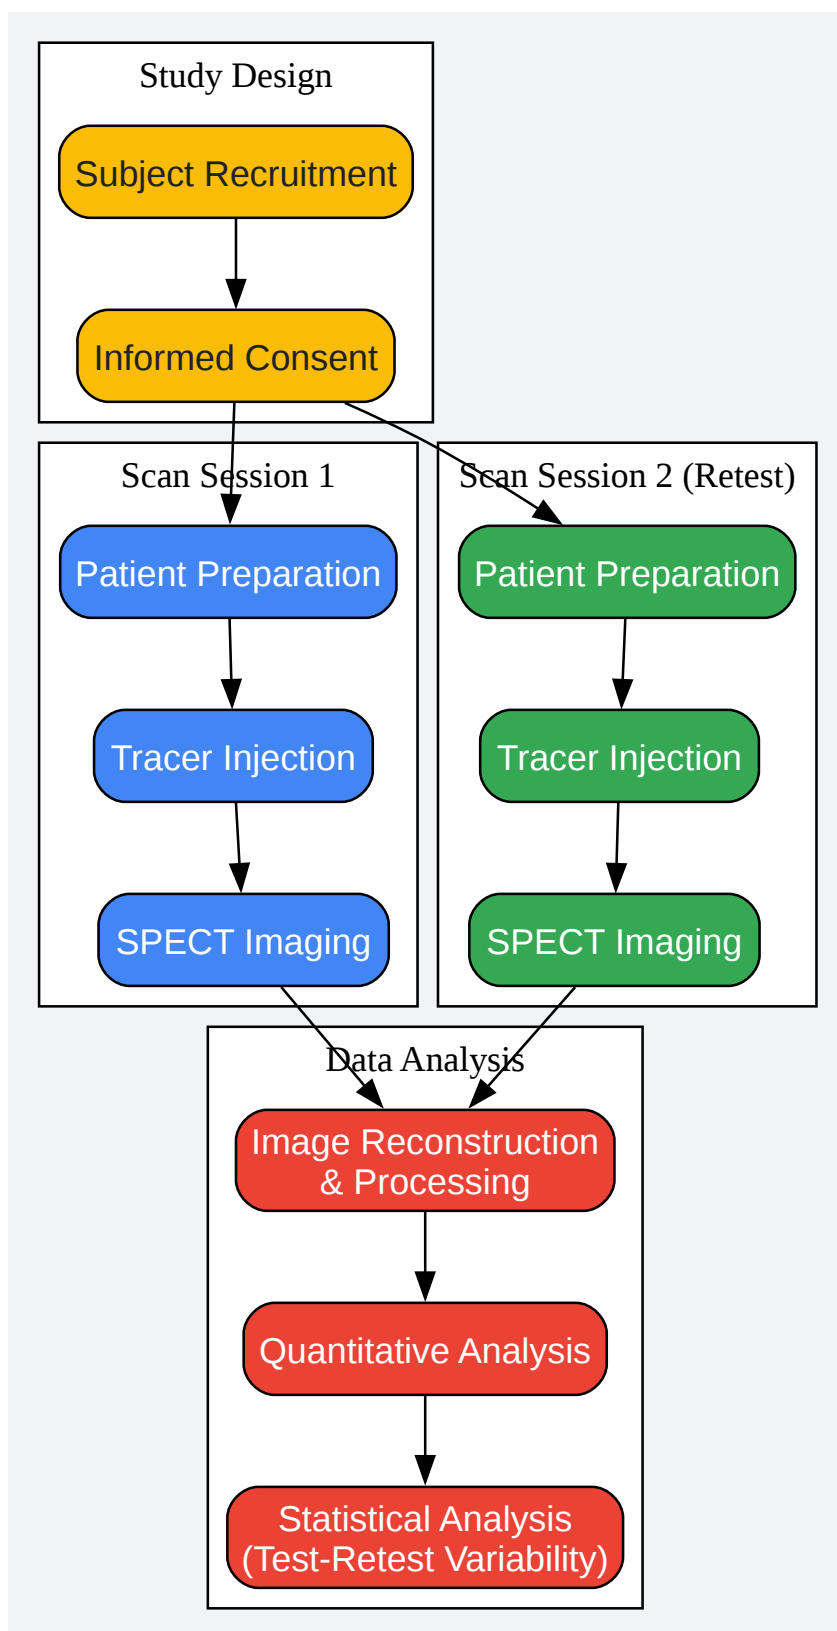 Study Design
Subject Recruitment
Informed Consent
Scan Session 1
Patient Preparation
Tracer Injection
SPECT Imaging
Scan Session 2 (Retest)
Patient Preparation
Tracer Injection
SPECT Imaging
Data Analysis
Image Reconstruction
& Processing
Quantitative Analysis
Statistical Analysis
(Test-Retest Variability)